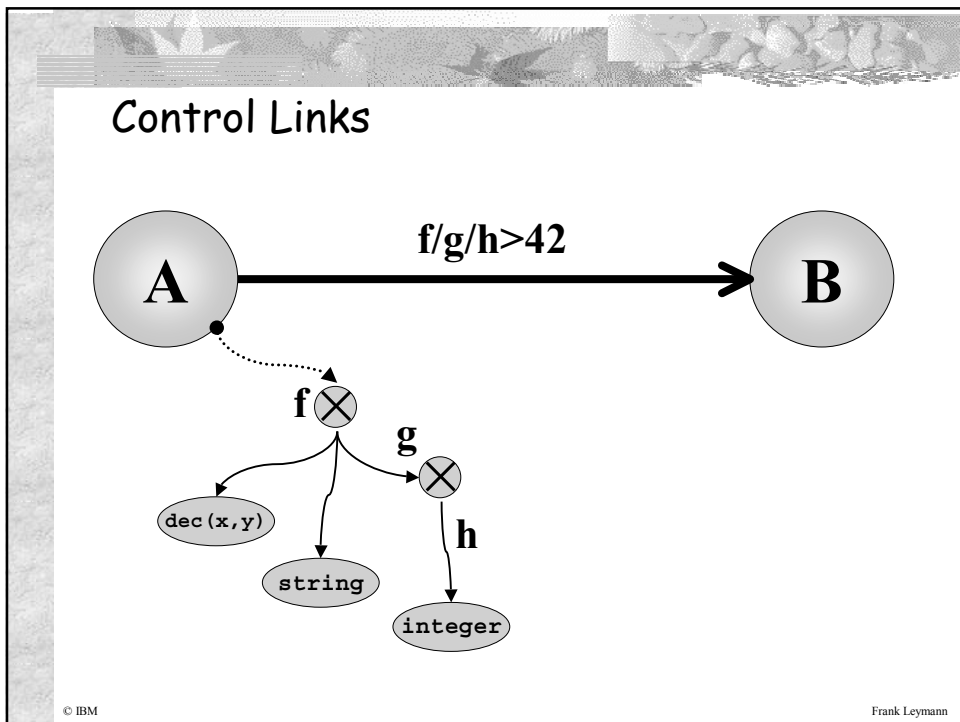 Control Links
f/g/h>42
A
B
f
g
dec(x,y)
h
string
integer
© IBM
Frank Leymann